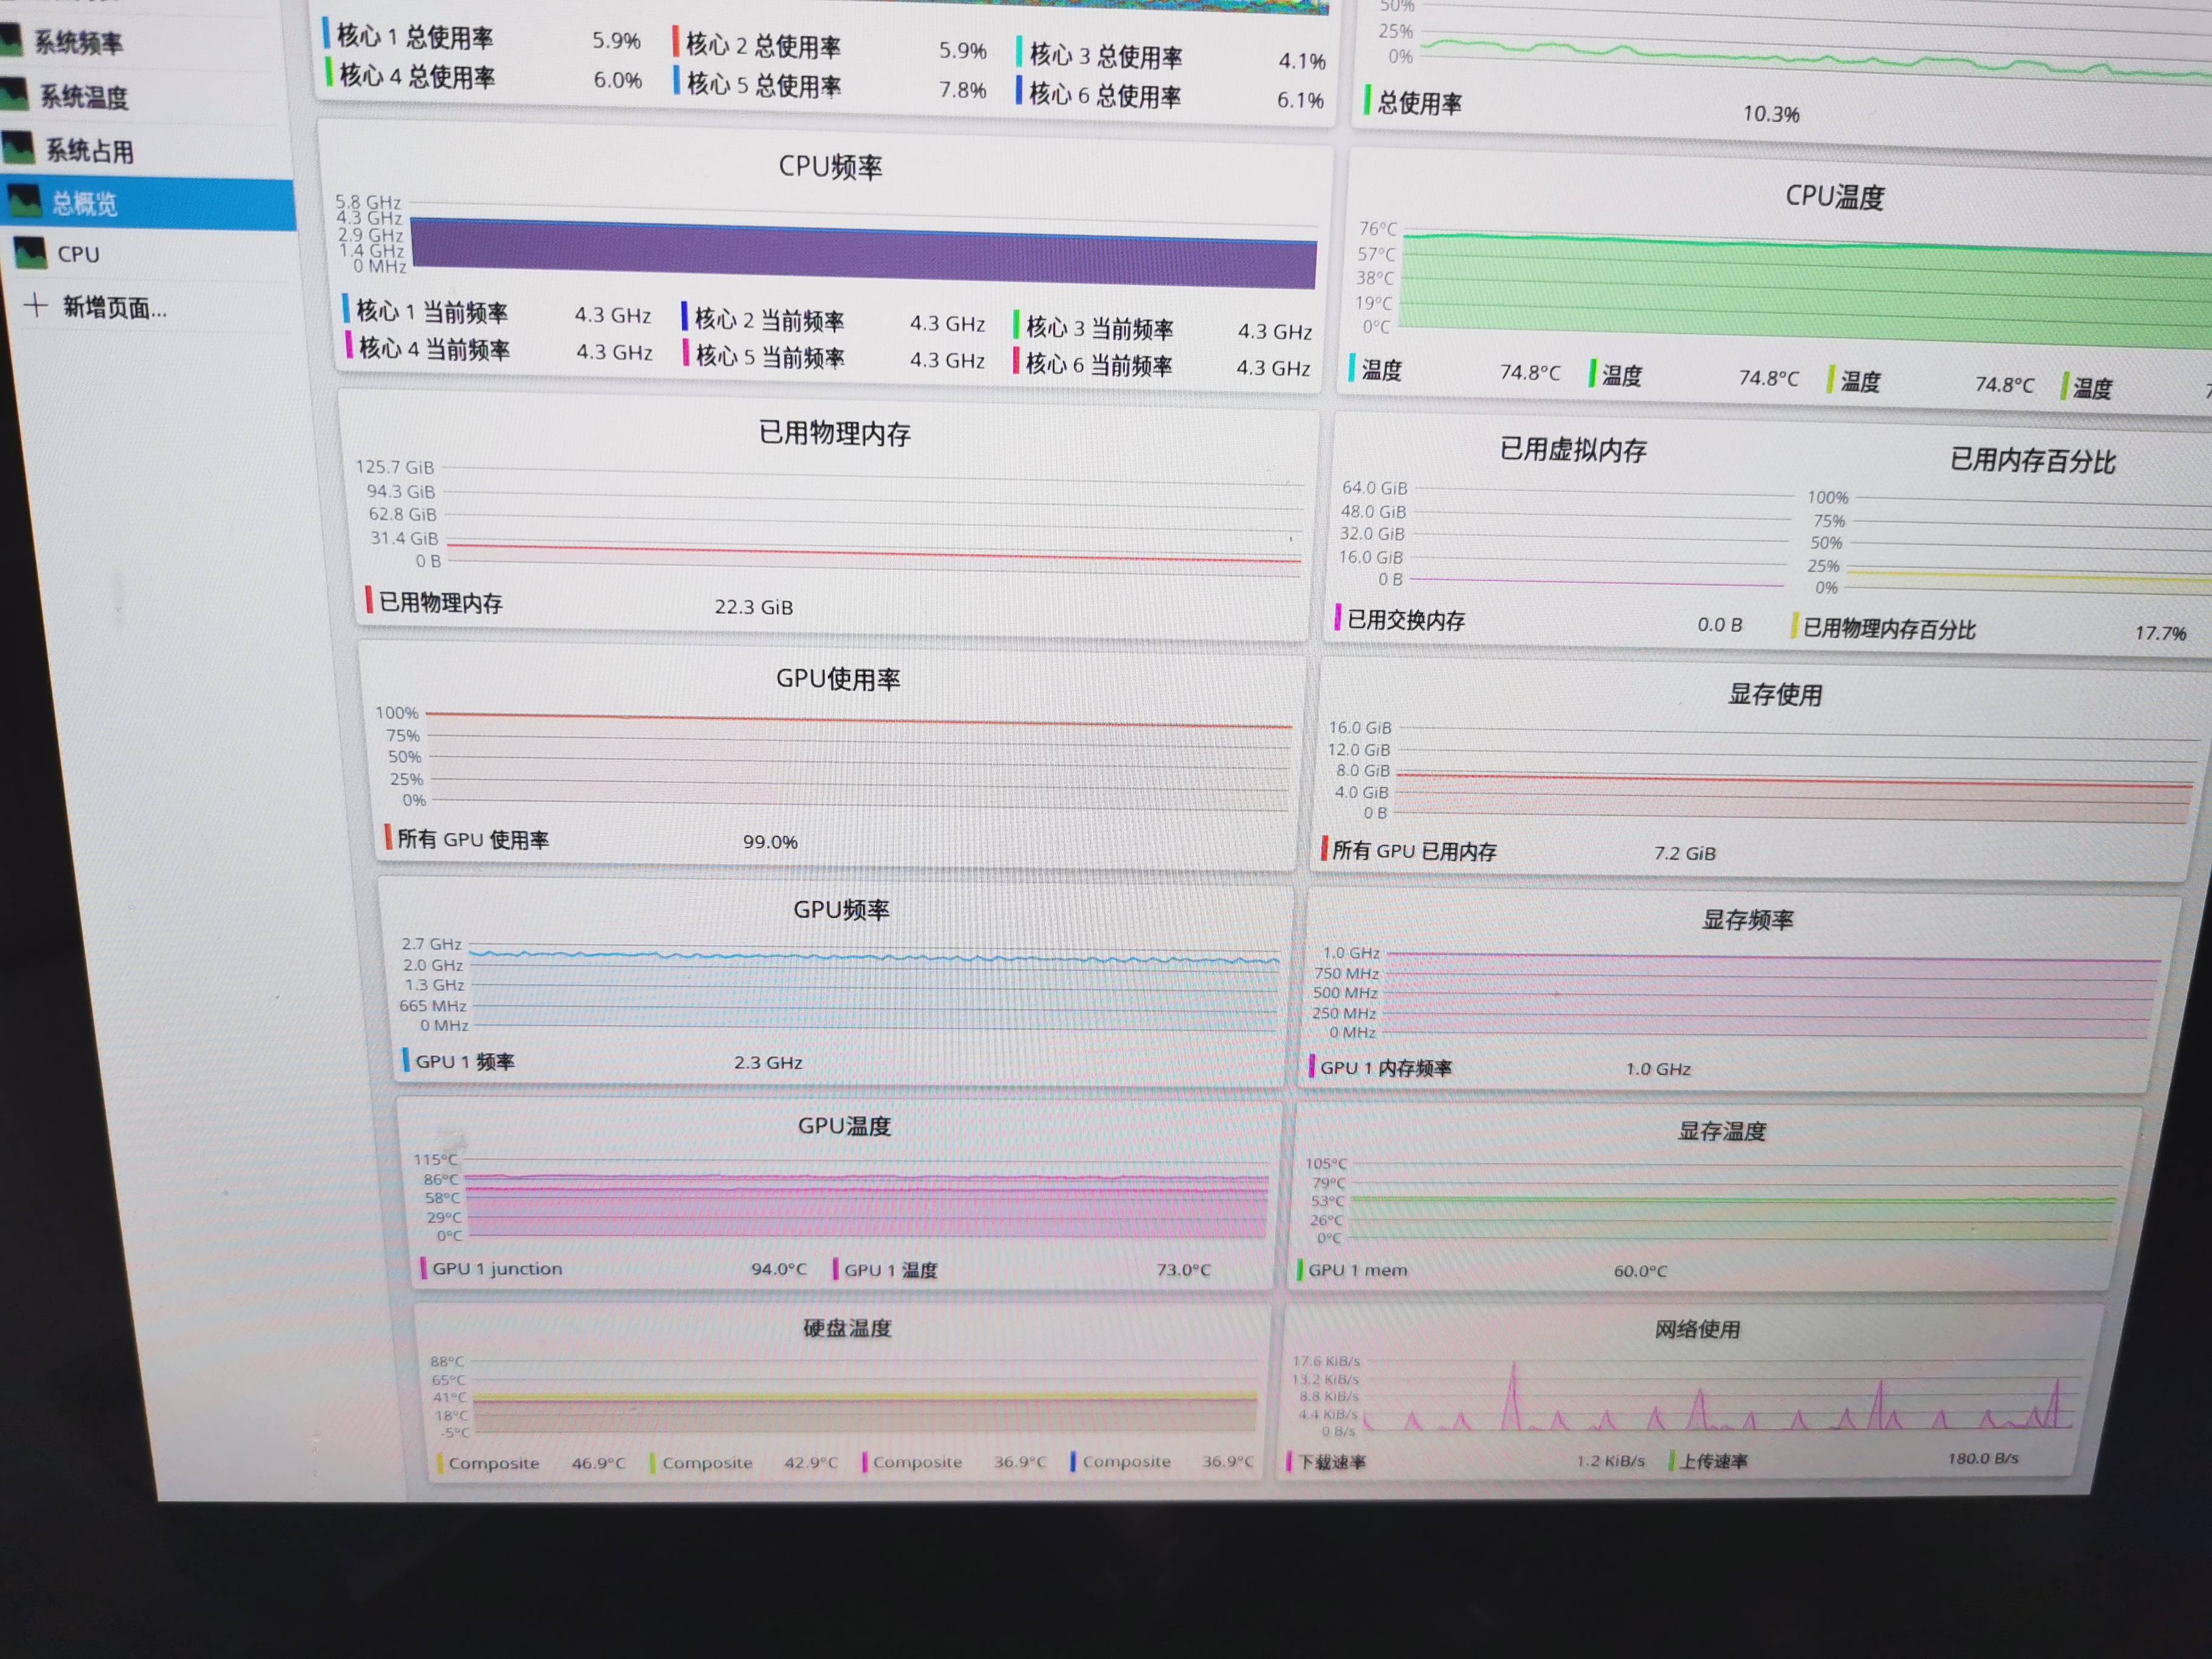 系统频率
系统温度
系统占用
总概览
CPU
新增页面...
核心 1 总使用率 5.9% 核心 2 总使用率 5.9% 核心 3 总使用率 4.1%
核心 4 总使用率 6.0% 核心 5 总使用率 7.8% 核心 6 总使用率 6.1%
50%
25%
0%
总使用率 10.3%
CPU频率
5.8 GHz
4.3 GHz
2.9 GHz
1.4 GHz
0 MHz
核心 1 当前频率 4.3 GHz 核心 2 当前频率 4.3 GHz 核心 3 当前频率 4.3 GHz
核心 4 当前频率 4.3 GHz 核心 5 当前频率 4.3 GHz 核心 6 当前频率 4.3 GHz
CPU温度
76°C
57°C
38°C
19°C
0°C
温度 74.8°C 温度 74.8°C 温度 74.8°C 温度
已用物理内存
125.7 GiB
94.3 GiB
62.8 GiB
31.4 GiB
0 B
已用物理内存 22.3 GiB
已用虚拟内存
64.0 GiB
48.0 GiB
32.0 GiB
16.0 GiB
0 B
已用交换内存 0.0 B
已用内存百分比
100%
75%
50%
25%
0%
已用物理内存百分比 17.7%
GPU使用率
100%
75%
50%
25%
0%
所有 GPU 使用率 99.0%
显存使用
16.0 GiB
12.0 GiB
8.0 GiB
4.0 GiB
0 B
所有 GPU 已用内存 7.2 GiB
GPU频率
2.7 GHz
2.0 GHz
1.3 GHz
665 MHz
0 MHz
GPU 1 频率 2.3 GHz
显存频率
1.0 GHz
750 MHz
500 MHz
250 MHz
0 MHz
GPU 1 内存频率 1.0 GHz
GPU温度
115°C
86°C
58°C
29°C
0°C
GPU 1 junction 94.0°C GPU 1 温度 73.0°C
显存温度
105°C
79°C
53°C
26°C
0°C
GPU 1 mem 60.0°C
硬盘温度
88°C
65°C
41°C
18°C
-5°C
Composite 46.9°C Composite 42.9°C Composite 36.9°C Composite 36.9°C
网络使用
17.6 KiB/s
13.2 KiB/s
8.8 KiB/s
4.4 KiB/s
0 B/s
下载速率 1.2 KiB/s 上传速率 180.0 B/s